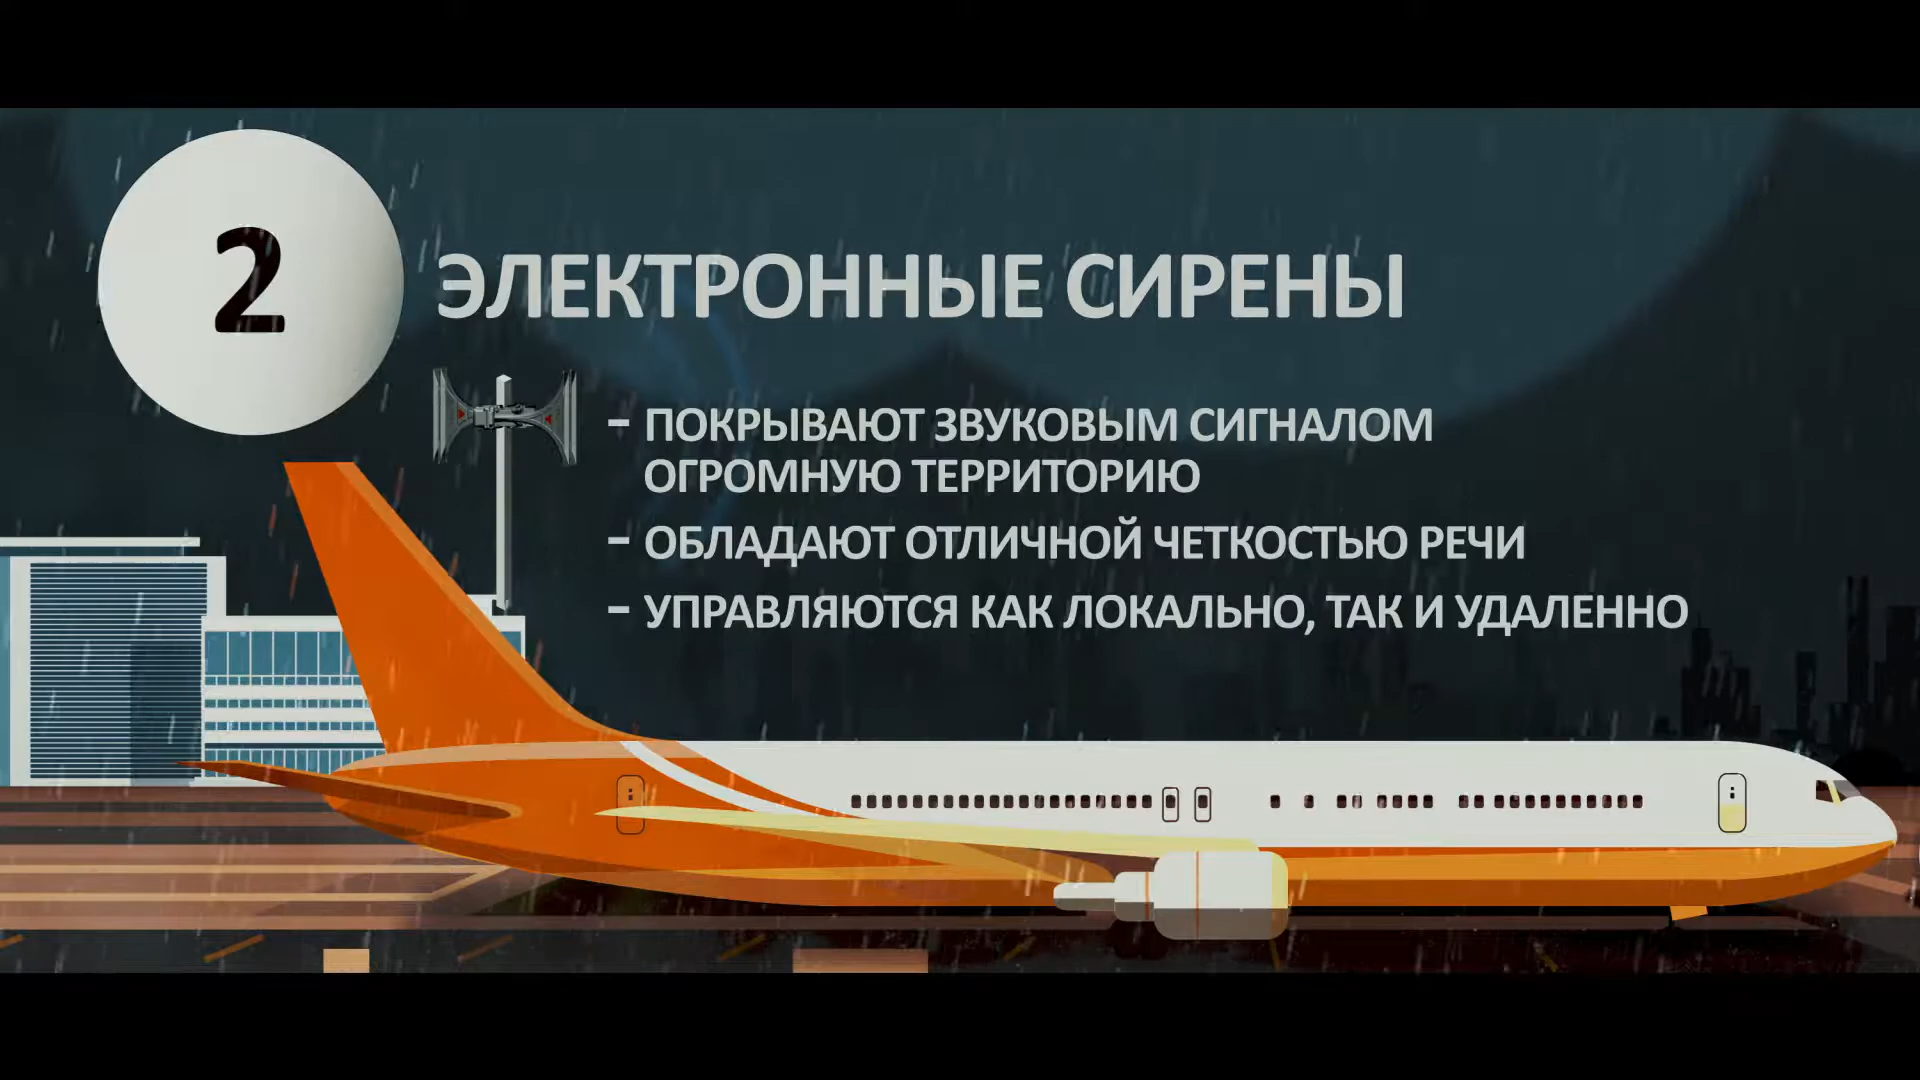 2
ЭЛЕКТРОННЫЕ СИРЕНЫ
- ПОКРЫВАЮТ ЗВУКОВЫМ СИГНАЛОМ
ОГРОМНУЮ ТЕРРИТОРИЮ
- ОБЛАДАЮТ ОТЛИЧНОЙ ЧЕТКОСТЬЮ РЕЧИ
- УПРАВЛЯЮТСЯ КАК ЛОКАЛЬНО, ТАК И УДАЛЕННО